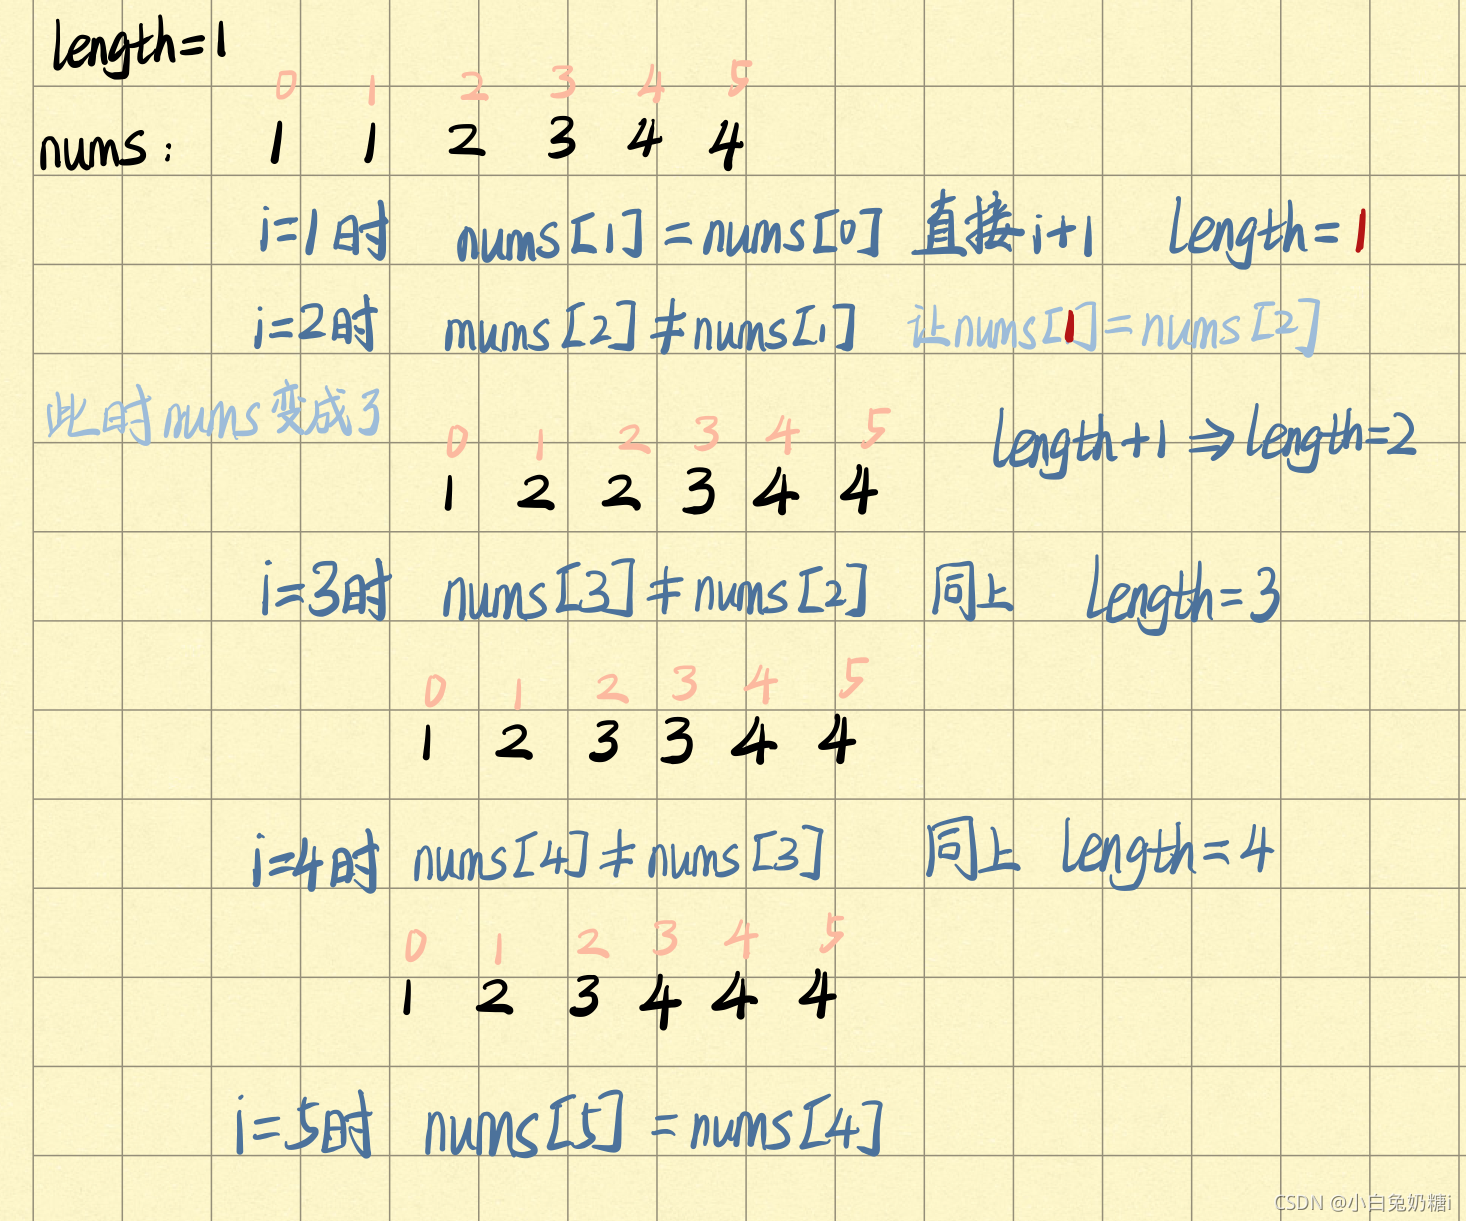 length=1
0 1 2 3 4 5
nums: 1 1 2 3 4 4
i=1时 nums[1]=nums[0] 直接i+1 length=1
i=2时 nums[2]≠nums[1] 让nums[1]=nums[2]
此时nums变成了 length+1⇒length=2
0 1 2 3 4 5
1 2 2 3 4 4
i=3时 nums[3]≠nums[2] 同上 length=3
0 1 2 3 4 5
1 2 3 3 4 4
i=4时 nums[4]≠nums[3] 同上 length=4
0 1 2 3 4 5
1 2 3 4 4 4
i=5时 nums[5]=nums[4]
CSDN @小白兔奶糖i